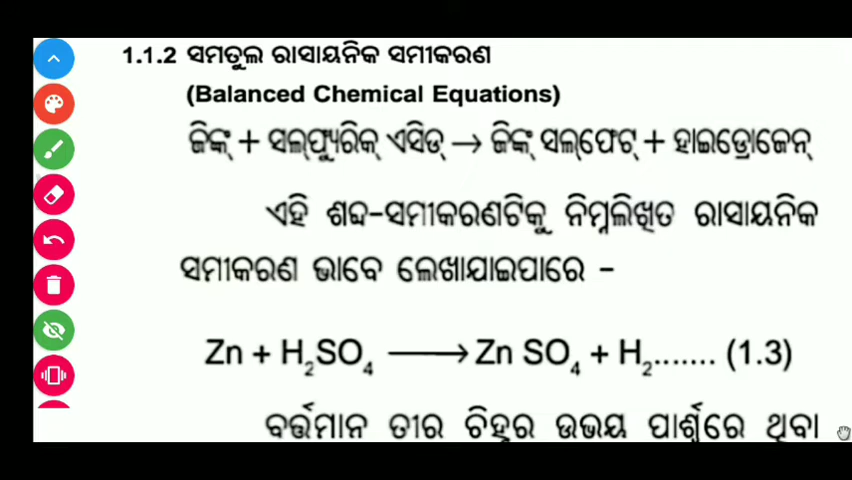 1.1.2 ସମତୁଲ ରାସାୟନିକ ସମୀକରଣ
(Balanced Chemical Equations)
ଜିଙ୍କ୍ + ସଲ୍‌ଫ୍ୟୁରିକ୍ ଏସିଡ୍ → ଜିଙ୍କ୍ ସଲ୍‌ଫେଟ୍ + ହାଇଡ୍ରୋଜେନ୍
ଏହି ଶବ୍ଦ-ସମୀକରଣଟିକୁ ନିମ୍ନଲିଖିତ ରାସାୟନିକ
ସମୀକରଣ ଭାବେ ଲେଖାଯାଇପାରେ -
Zn + H₂SO₄ ⟶ Zn SO₄ + H₂....... (1.3)
ବର୍ତ୍ତମାନ ତୀର ଚିହ୍ନର ଉଭୟ ପାର୍ଶ୍ୱରେ ଥିବା